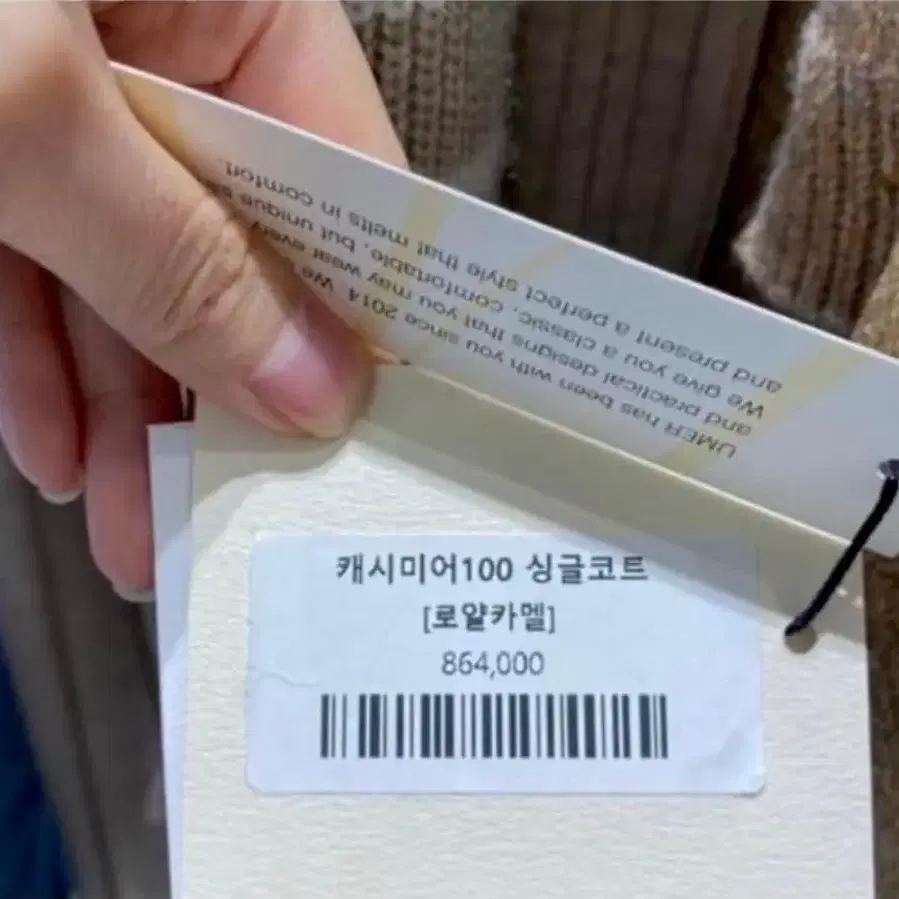 UMER has been with you since 2014. We
and practical designs that you may wear every
We give you a classic, comfortable, but unique
and present a perfect style that melts in comfort.
캐시미어100 싱글코트
[로얄카멜]
864,000